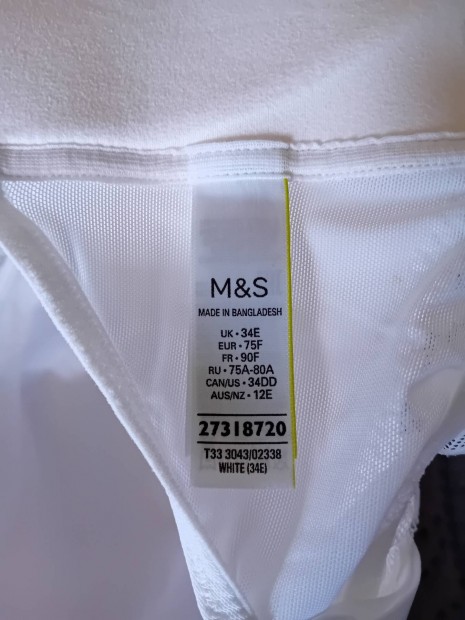 M&S
MADE IN BANGLADESH
UK • 34E
EUR • 75F
FR • 90F
RU • 75A-80A
CAN/US • 34DD
AUS/NZ • 12E
27318720
T33 3043/02338
WHITE (34E)